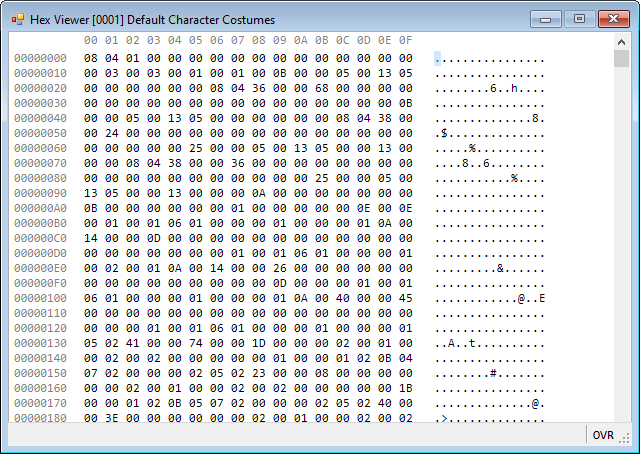 Hex Viewer [0001] Default Character Costumes
00 01 02 03 04 05 06 07 08 09 0A 0B 0C 0D 0E 0F
00000000 08 04 01 00 00 00 00 00 00 00 00 00 00 00 00 00 ................
00000010 00 03 00 03 00 01 00 01 00 0B 00 00 05 00 13 05 ................
00000020 00 00 00 00 00 00 08 04 36 00 00 68 00 00 00 00 ........6..h....
00000030 00 00 00 00 00 00 00 00 00 00 00 00 00 00 00 0B ................
00000040 00 00 05 00 13 05 00 00 00 00 00 00 08 04 38 00 ..............8.
00000050 00 24 00 00 00 00 00 00 00 00 00 00 00 00 00 00 .$..............
00000060 00 00 00 00 00 25 00 00 05 00 13 05 00 00 13 00 .....%..........
00000070 00 00 08 04 38 00 00 36 00 00 00 00 00 00 00 00 ....8..6........
00000080 00 00 00 00 00 00 00 00 00 00 00 25 00 00 05 00 ...........%....
00000090 13 05 00 00 13 00 00 00 0A 00 00 00 00 00 00 00 ................
000000A0 0B 00 00 00 00 00 00 01 00 00 00 00 00 0E 00 0E ................
000000B0 00 01 00 01 06 01 00 00 00 01 00 00 00 01 0A 00 ................
000000C0 14 00 00 0D 00 00 00 00 00 00 00 00 00 00 00 00 ................
000000D0 00 00 00 00 00 00 00 01 00 01 06 01 00 00 00 01 ................
000000E0 00 02 00 01 0A 00 14 00 00 26 00 00 00 00 00 00 .........&......
000000F0 00 00 00 00 00 00 00 00 00 0D 00 00 00 01 00 01 ................
00000100 06 01 00 00 00 01 00 00 00 01 0A 00 40 00 00 45 ............@..E
00000110 00 00 00 00 00 00 00 00 00 00 00 00 00 00 00 00 ................
00000120 00 00 00 01 00 01 06 01 00 00 00 01 00 00 00 01 ................
00000130 05 02 41 00 00 74 00 00 1D 00 00 00 02 00 01 00 ..A..t..........
00000140 00 02 00 02 00 00 00 00 00 01 00 00 01 02 0B 04 ................
00000150 07 02 00 00 00 02 05 02 23 00 00 08 00 00 00 00 ........#.......
00000160 00 00 02 00 01 00 00 02 00 02 00 00 00 00 00 1B ................
00000170 00 00 01 02 0B 05 07 02 00 00 00 02 05 02 40 00 ..............@.
00000180 00 3E 00 00 00 00 00 00 02 00 01 00 00 02 00 02 .>..............
OVR